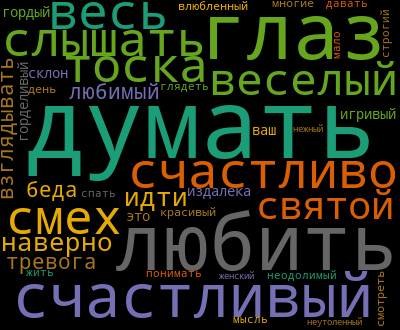 гордый
весь
влюбленный
многие
давать
глаз
строгий
мало
слышать
тоска
склон
день
любимый
глядеть
веселый
взглядывать
горделивый
думать
ваш
игривый
нежный
счастливо
беда
спать
идти
издалека
святой
смех
это
красивый
наверно
любить
тревога
жить
понимать
женский
неодолимый
смотреть
счастливый
мысль
неутоленный